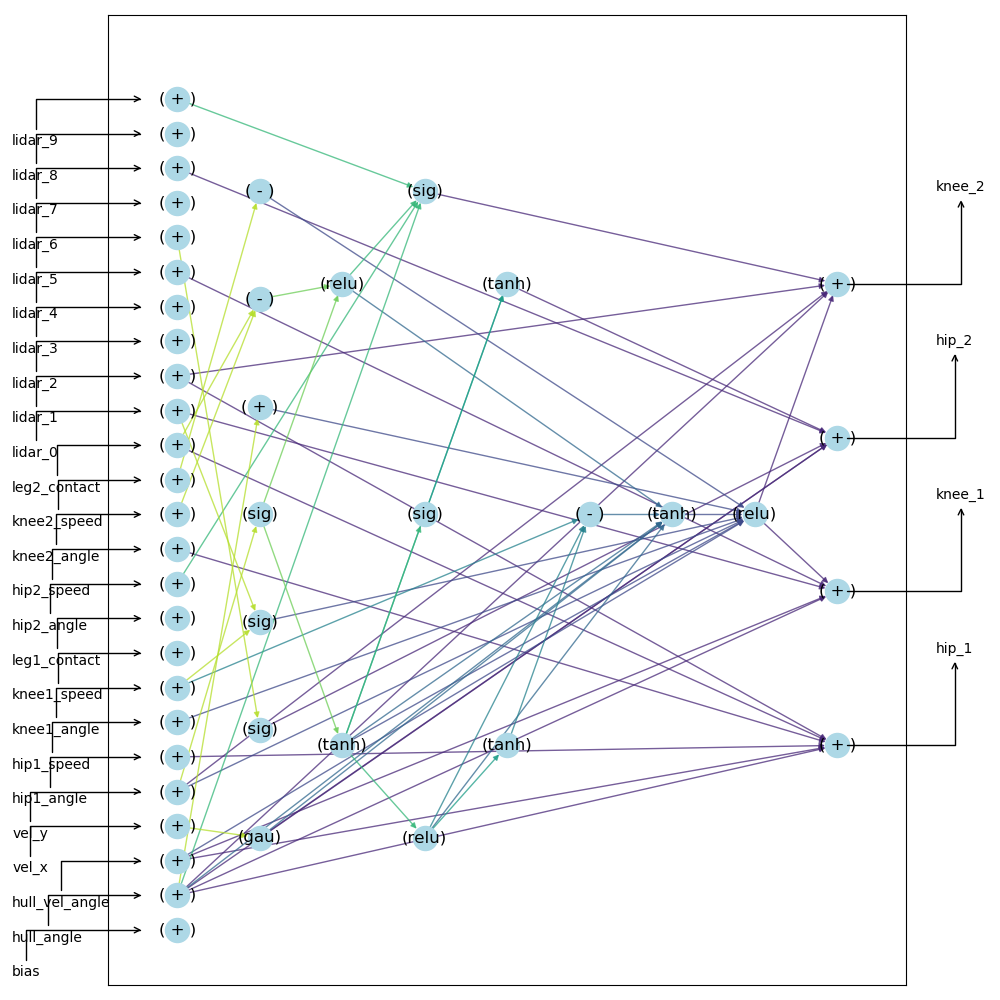 ( + )
lidar_9
( + )
lidar_8
( + )
lidar_7
( - )
(sig)
knee_2
( + )
lidar_6
( + )
lidar_5
( + )
lidar_4
(relu)
(tanh)
( + )
( - )
( + )
lidar_3
( + )
hip_2
lidar_2
( + )
lidar_1
( + )
( + )
lidar_0
( + )
( + )
leg2_contact
( + )
knee_1
knee2_speed
( + )
(sig)
(sig)
( - )
(tanh)
(relu)
knee2_angle
( + )
hip2_speed
( + )
( + )
hip2_angle
( + )
(sig)
leg1_contact
( + )
hip_1
knee1_speed
( + )
knee1_angle
( + )
(sig)
(tanh)
(tanh)
( + )
hip1_speed
( + )
hip1_angle
( + )
vel_y
( + )
(gau)
(relu)
vel_x
( + )
hull_vel_angle
( + )
hull_angle
( + )
bias